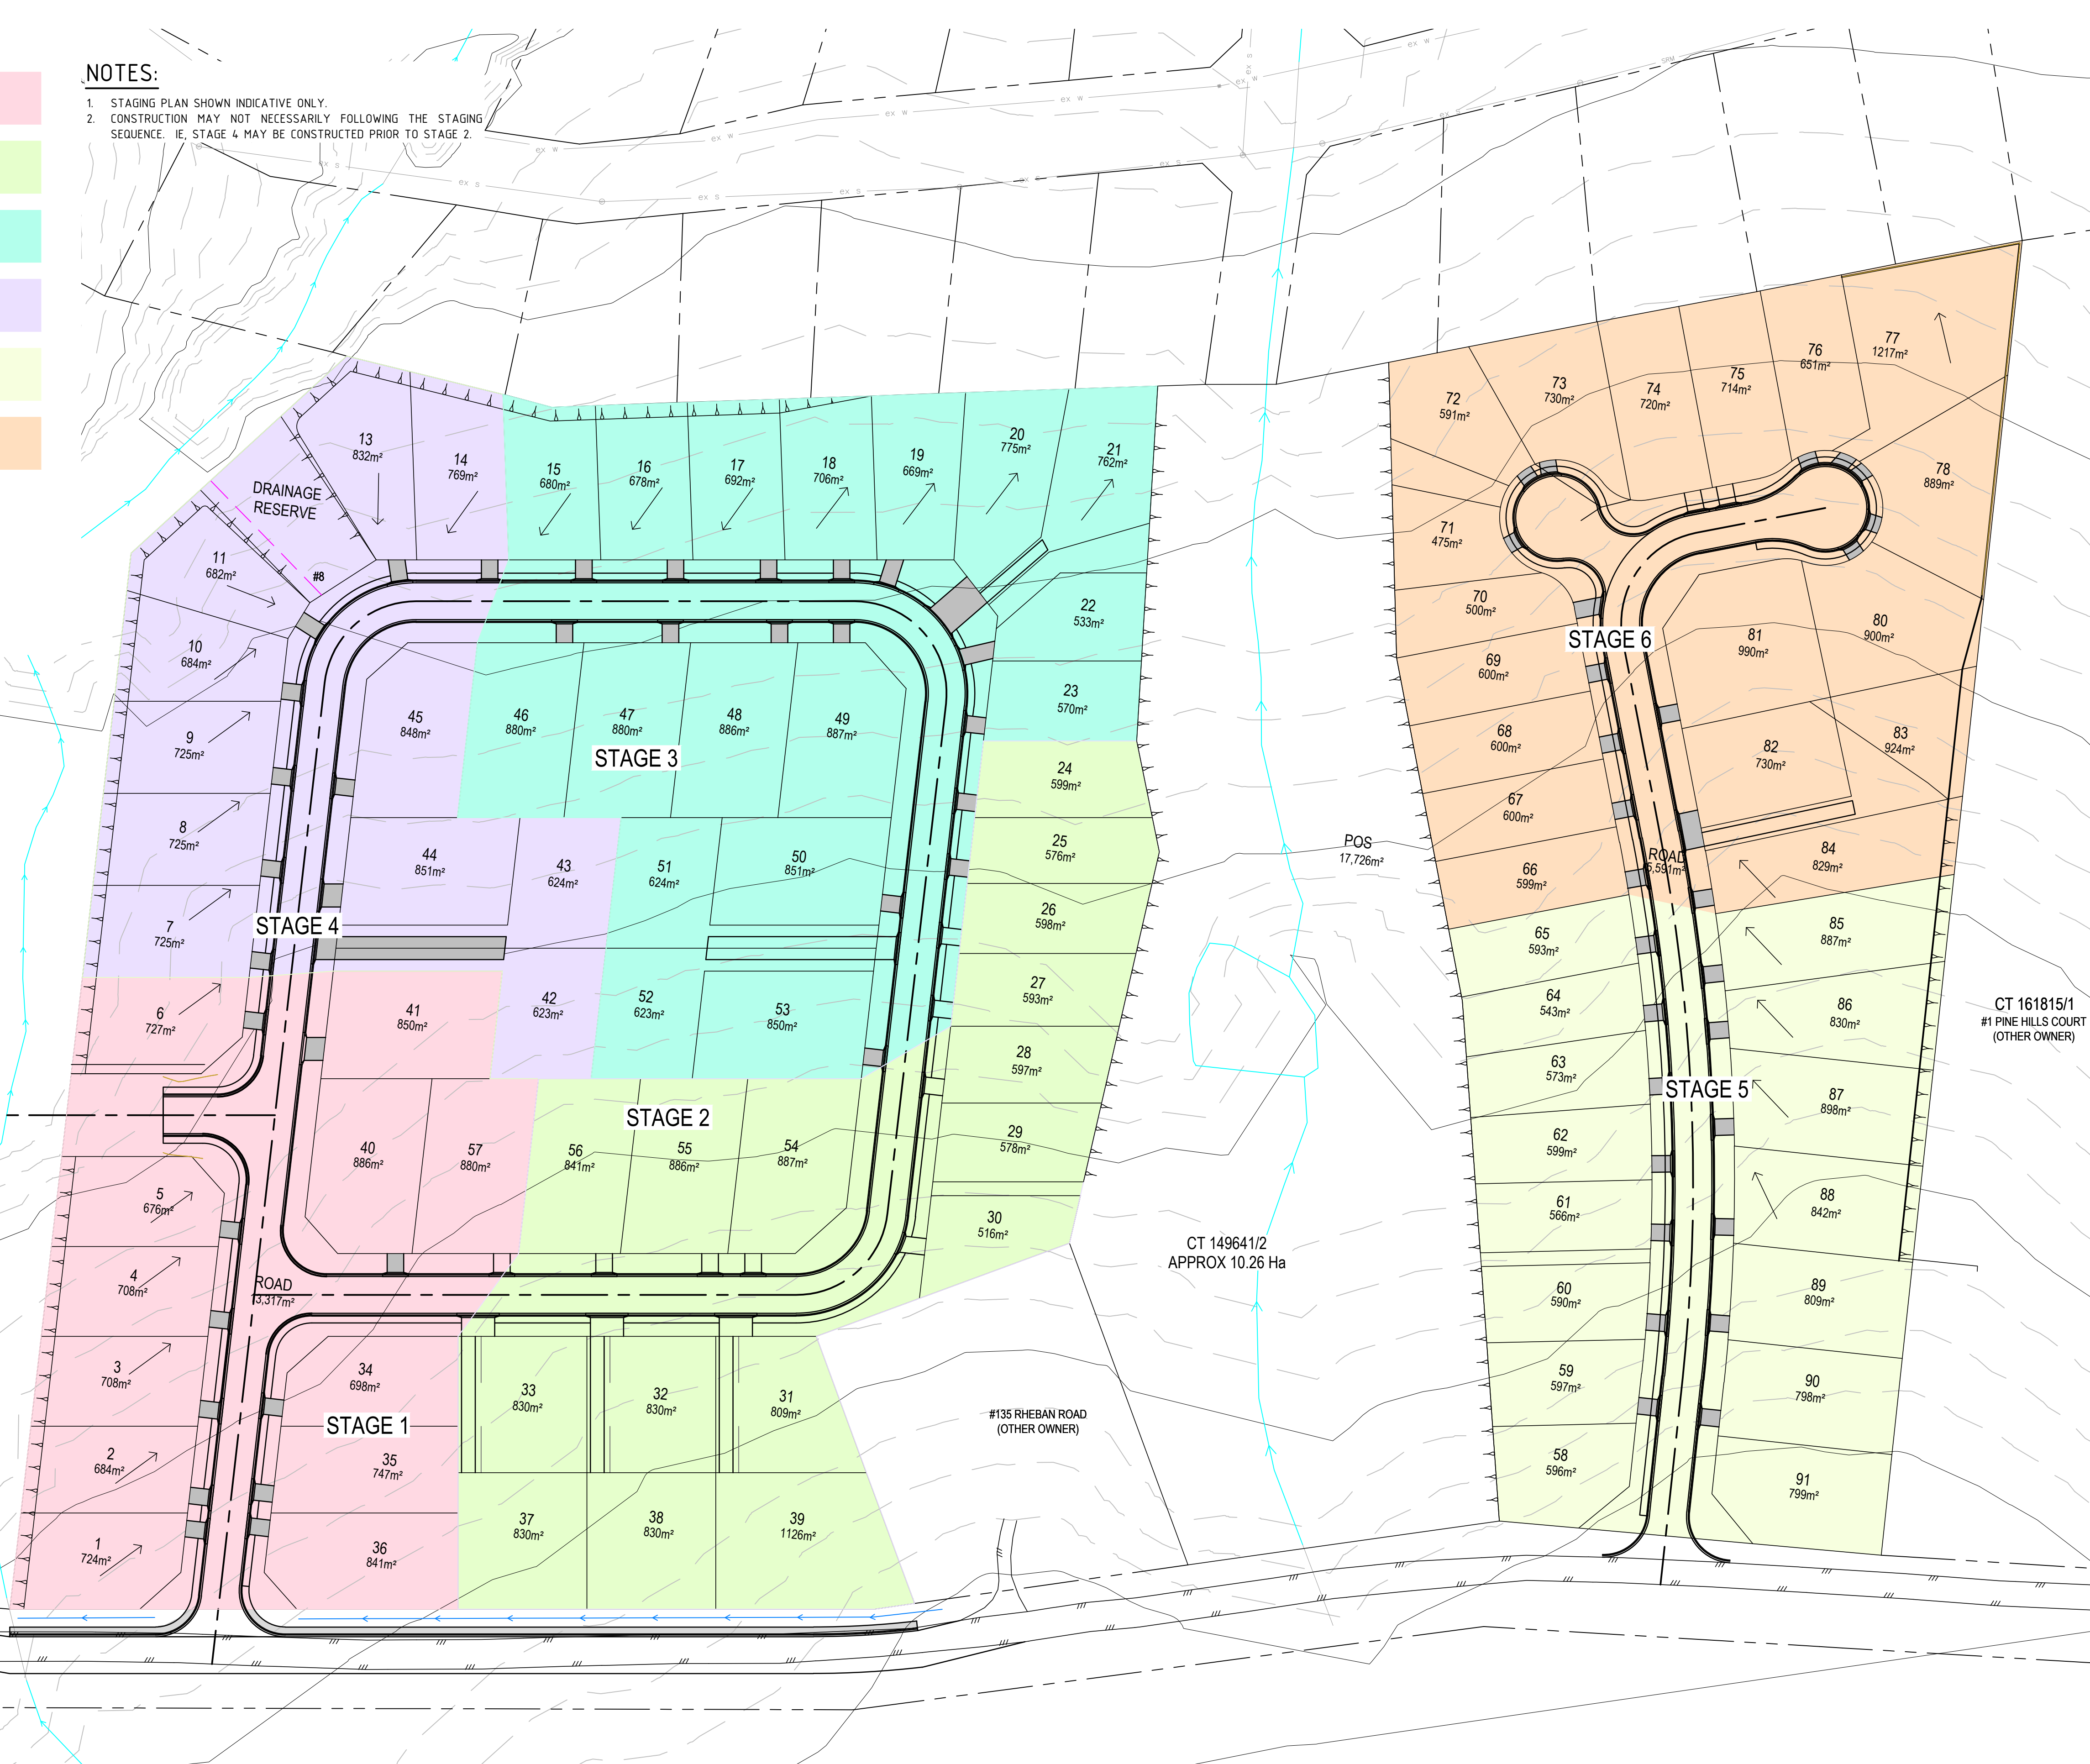 NOTES:
1. STAGING PLAN SHOWN INDICATIVE ONLY.
2. CONSTRUCTION MAY NOT NECESSARILY FOLLOWING THE STAGING
SEQUENCE. IE, STAGE 4 MAY BE CONSTRUCTED PRIOR TO STAGE 2.
ex s
ex s
ex s
ex s
ex s
ex s
ex w
ex w
ex w
ex w
ex w
ex w
SRM
DRAINAGE
RESERVE
#8
13
832m²
14
769m²
15
680m²
16
678m²
17
692m²
18
706m²
19
669m²
20
775m²
21
762m²
11
682m²
10
684m²
9
725m²
8
725m²
7
725m²
22
533m²
23
570m²
45
848m²
46
880m²
47
880m²
48
886m²
49
887m²
STAGE 3
44
851m²
43
624m²
51
624m²
50
851m²
STAGE 4
24
599m²
25
576m²
26
598m²
27
593m²
28
597m²
29
578m²
30
516m²
6
727m²
41
850m²
42
623m²
52
623m²
53
850m²
STAGE 2
40
886m²
57
880m²
56
841m²
55
886m²
54
887m²
5
676m²
4
708m²
3
708m²
2
684m²
1
724m²
ROAD
13,317m²
34
698m²
STAGE 1
35
747m²
36
841m²
33
830m²
32
830m²
31
809m²
37
830m²
38
830m²
39
1126m²
#135 RHEBAN ROAD
(OTHER OWNER)
CT 149641/2
APPROX 10.26 Ha
POS
17,726m²
72
591m²
73
730m²
74
720m²
75
714m²
76
651m²
77
1217m²
78
889m²
71
475m²
70
500m²
STAGE 6
81
990m²
80
900m²
69
600m²
68
600m²
82
730m²
83
924m²
67
600m²
66
599m²
ROAD
5,591m²
84
829m²
65
593m²
85
887m²
64
543m²
86
830m²
CT 161815/1
#1 PINE HILLS COURT
(OTHER OWNER)
63
573m²
STAGE 5
87
898m²
62
599m²
61
566m²
88
842m²
60
590m²
89
809m²
59
597m²
90
798m²
58
596m²
91
799m²